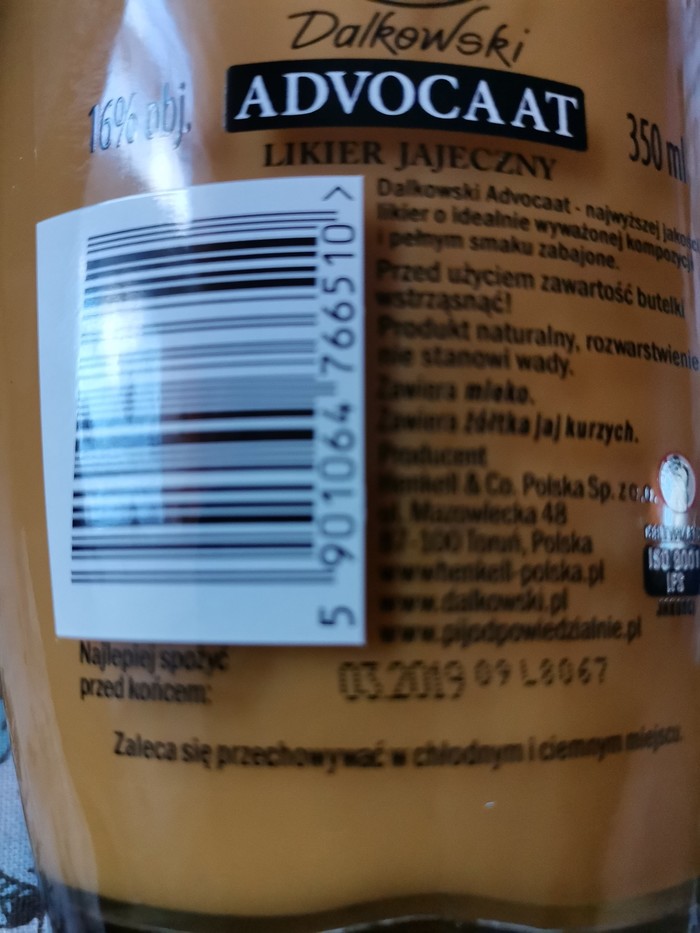 Dalkowski
ADVOCAAT
16% obj.
350 ml
LIKIER JAJECZNY
Dalkowski Advocaat - najwyższej jakości
likier o idealnie wyważonej kompozycji
i pełnym smaku zabajone.
Przed użyciem zawartość butelki
wstrząsnąć!
Produkt naturalny, rozwarstwienie
nie stanowi wady.
Zawiera mleko.
Zawiera żółtka jaj kurzych.
Producent
Henkell & Co. Polska Sp. z o.o.
ul. Mazowiecka 48
87-100 Toruń, Polska
www.henkell-polska.pl
www.dalkowski.pl
www.pijodpowiedzialnie.pl
ISO 9001
IFS
5 901064 766510 >
Najlepiej spożyć
przed końcem:
03.2019 09 L8067
Zaleca się przechowywać w chłodnym i ciemnym miejscu.